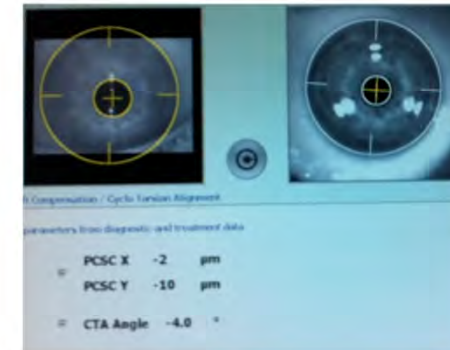 Compensation / Cyclo Torsion Alignment
parameters from diagnostic and treatment data
PCSC X -2 µm
PCSC Y -10 µm
CTA Angle -4.0 °